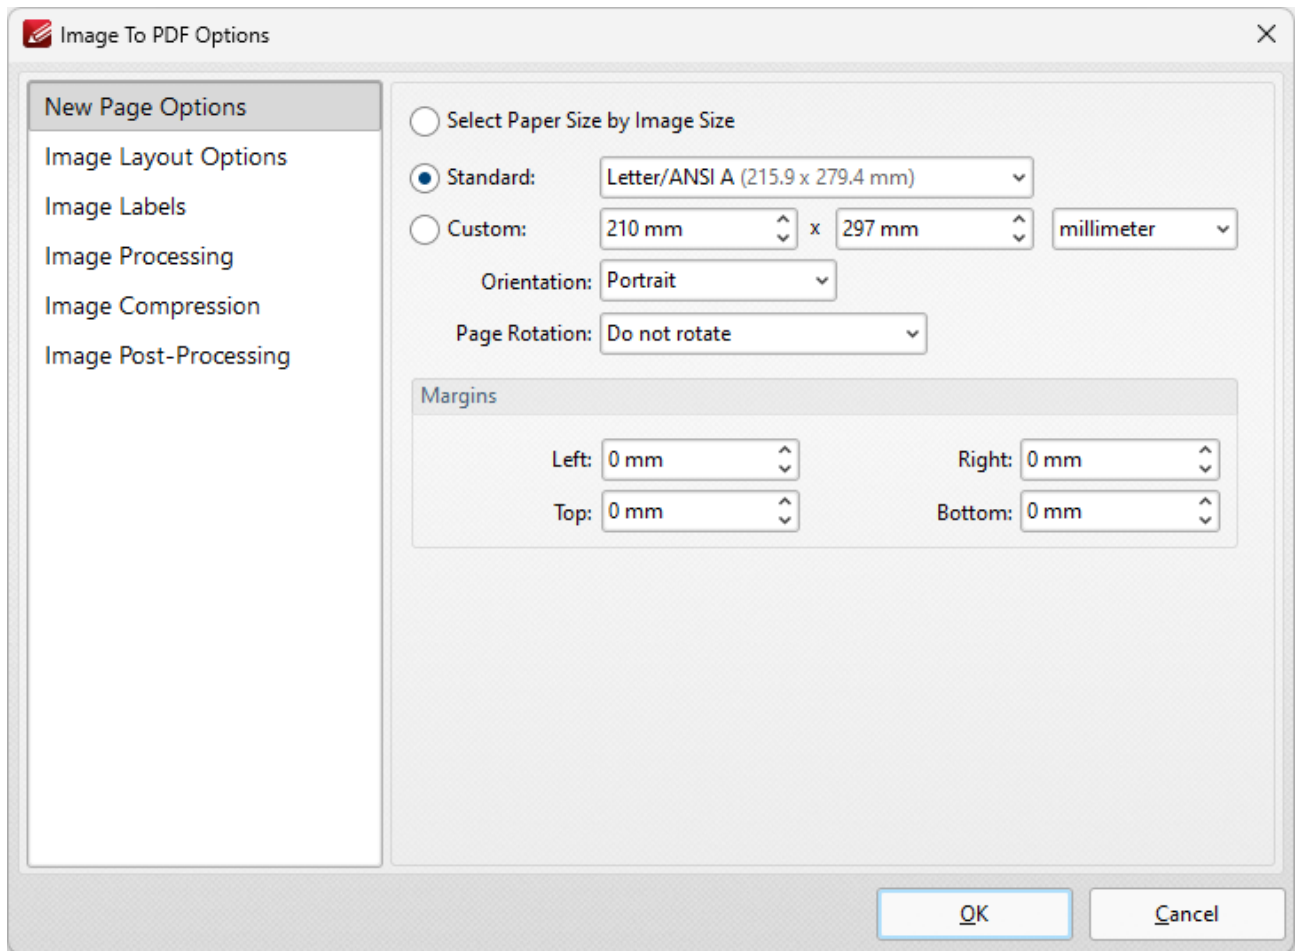 Image To PDF Options
New Page Options
Image Layout Options
Image Labels
Image Processing
Image Compression
Image Post-Processing
Select Paper Size by Image Size
Standard: Letter/ANSI A (215.9 x 279.4 mm)
Custom: 210 mm x 297 mm millimeter
Orientation: Portrait
Page Rotation: Do not rotate
Margins
Left: 0 mm Right: 0 mm
Top: 0 mm Bottom: 0 mm
OK Cancel